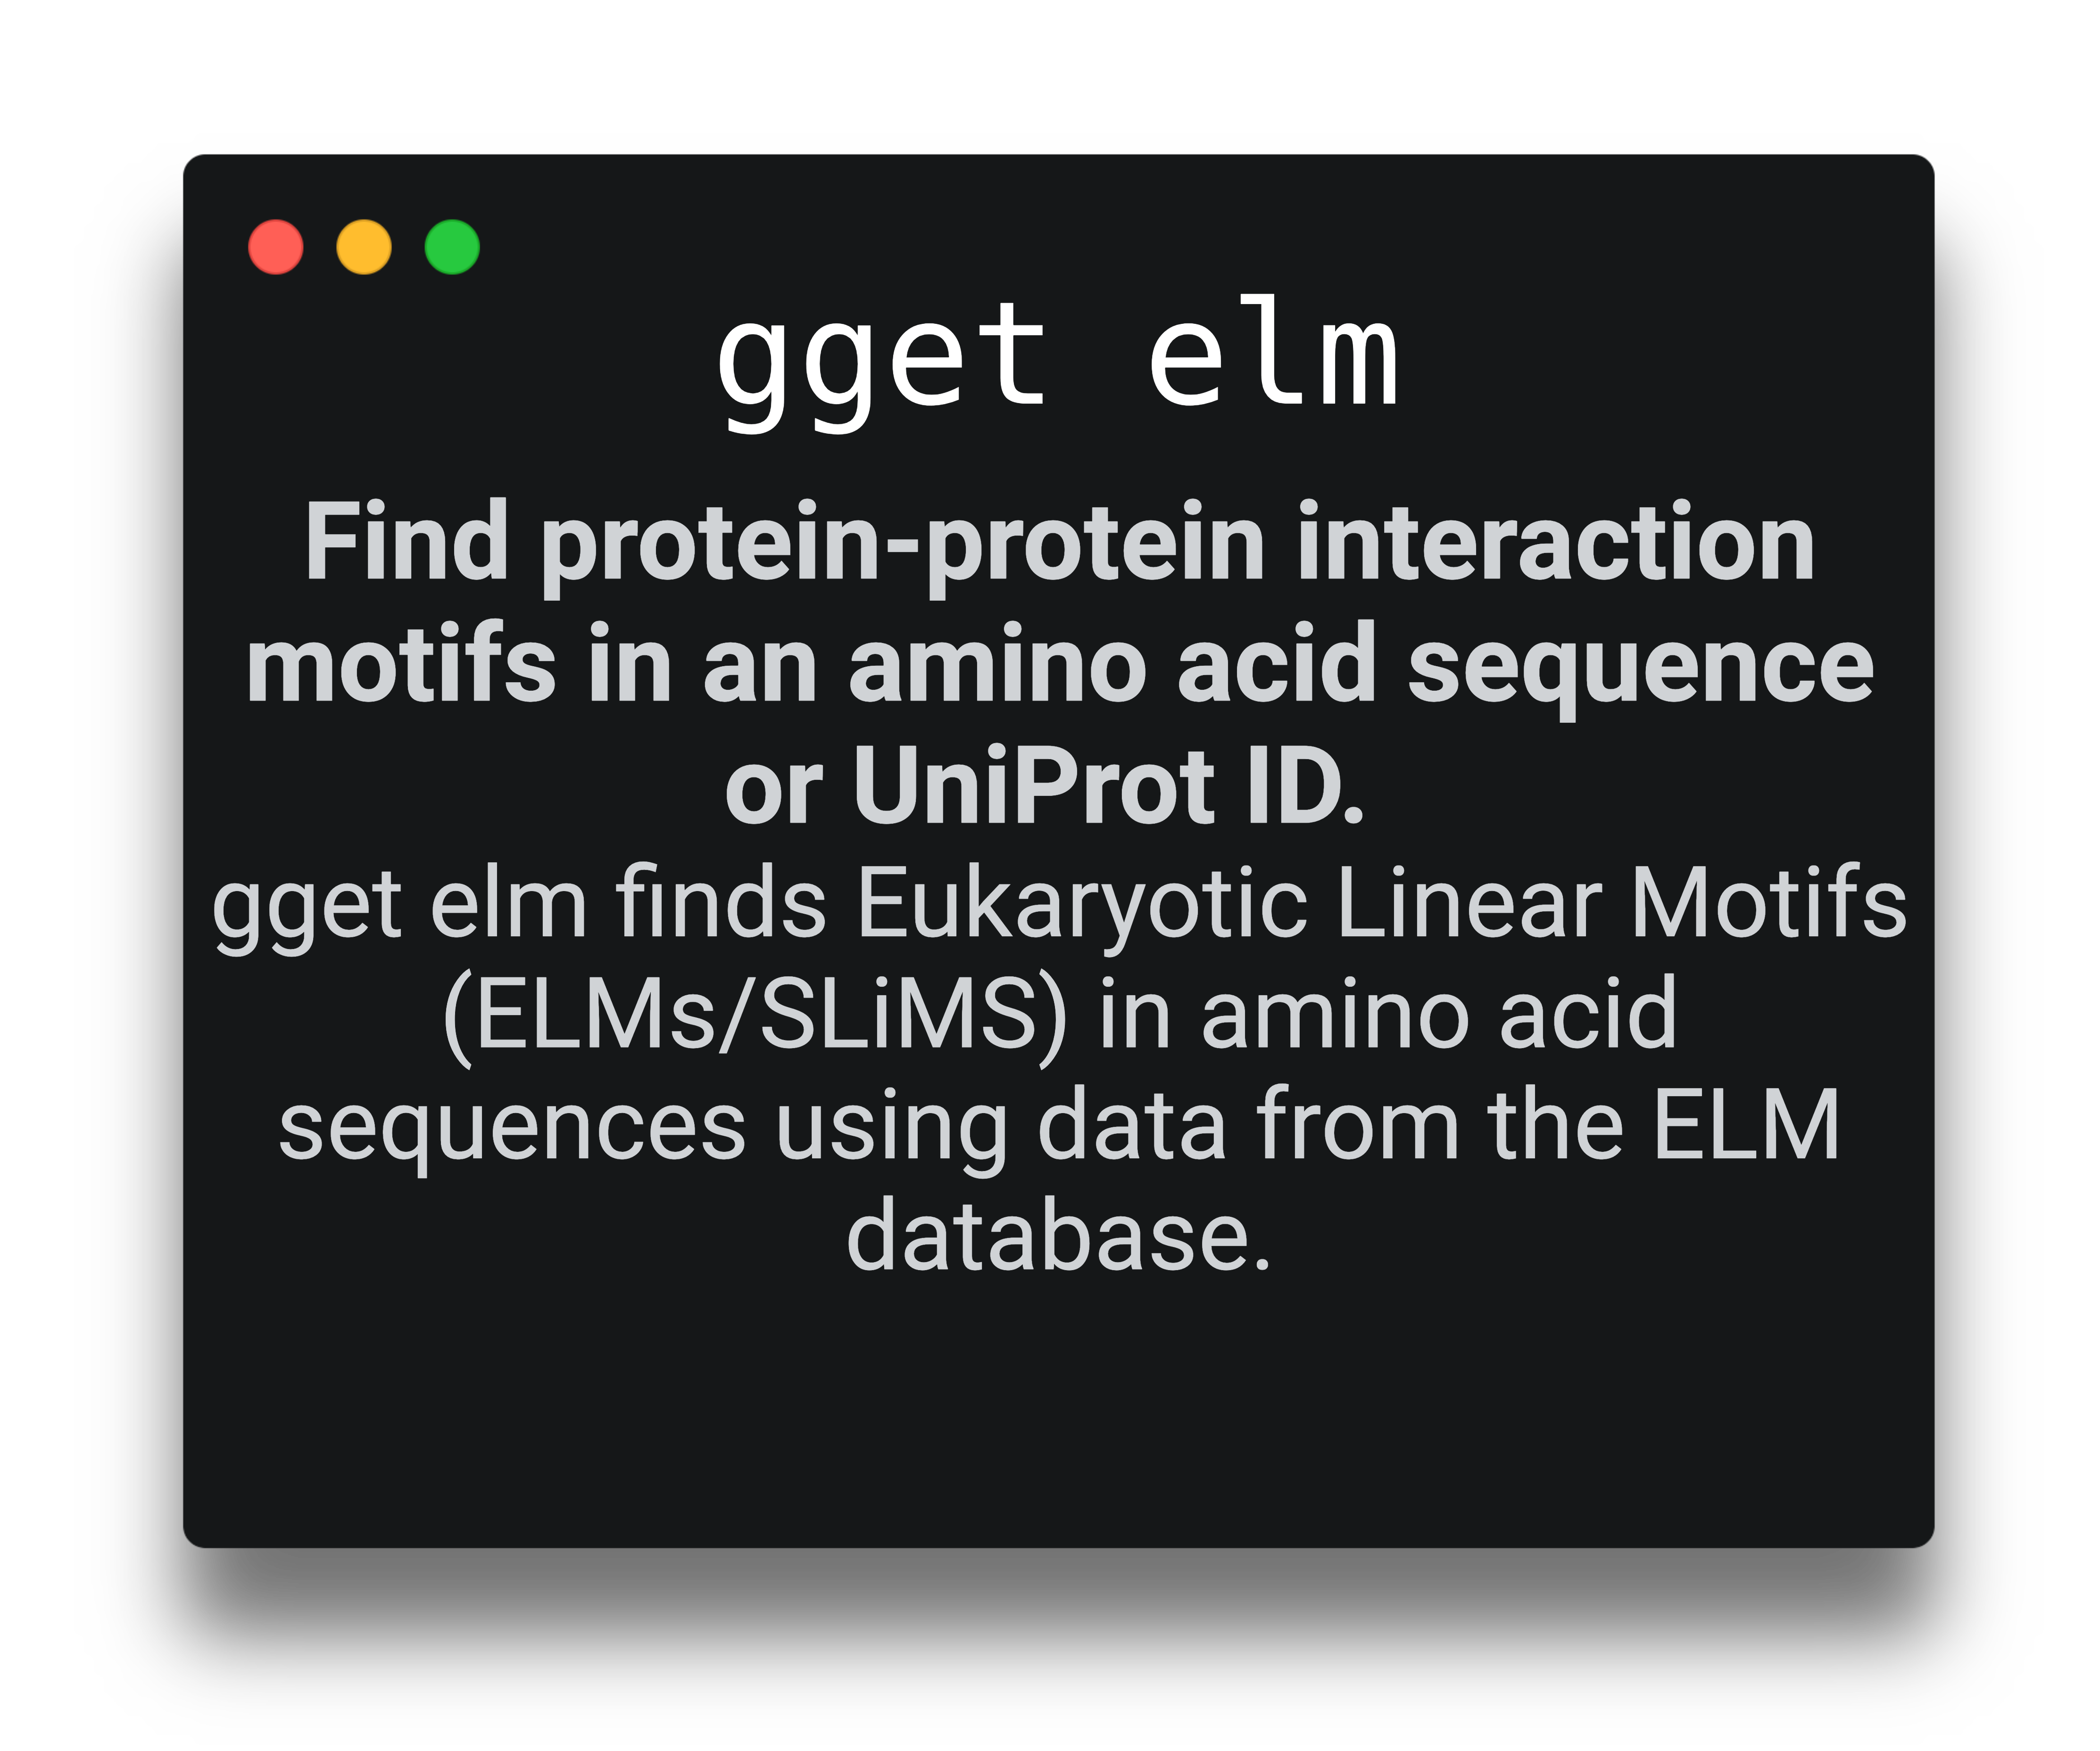 gget elm
Find protein-protein interaction
motifs in an amino acid sequence
or UniProt ID.
gget elm finds Eukaryotic Linear Motifs
(ELMs/SLiMS) in amino acid
sequences using data from the ELM
database.